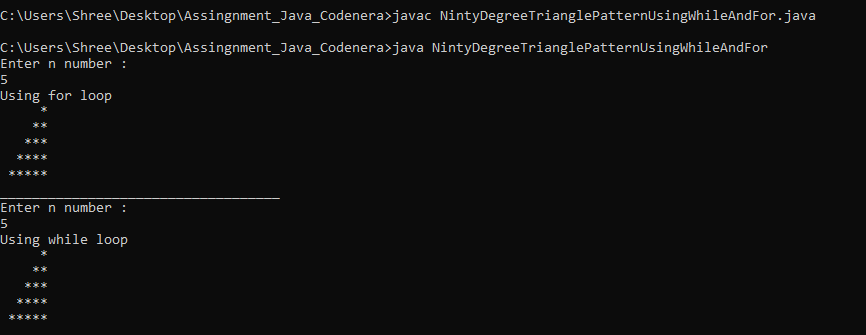 C:\Users\Shree\Desktop\Assingnment_Java_Codenera>javac NintyDegreeTrianglePatternUsingWhileAndFor.java
C:\Users\Shree\Desktop\Assingnment_Java_Codenera>java NintyDegreeTrianglePatternUsingWhileAndFor
Enter n number :
5
Using for loop
     *
    **
   ***
  ****
 *****
___________________________________
Enter n number :
5
Using while loop
     *
    **
   ***
  ****
 *****